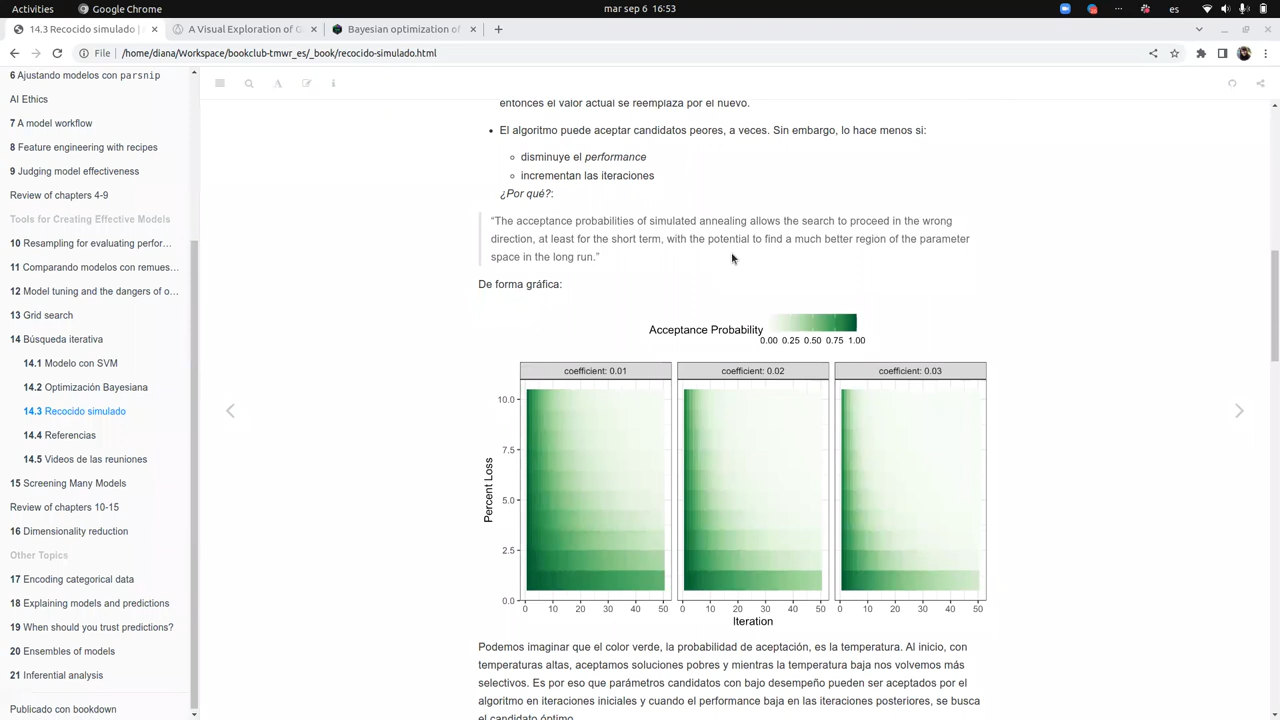 Activities
Google Chrome
mar sep 6 16:53
es
14.3 Recocido simulado |
A Visual Exploration of G
Bayesian optimization of
File
/home/diana/Workspace/bookclub-tmwr_es/_book/recocido-simulado.html
6 Ajustando modelos con parsnip
AI Ethics
7 A model workflow
8 Feature engineering with recipes
9 Judging model effectiveness
Review of chapters 4-9
Tools for Creating Effective Models
10 Resampling for evaluating perfor…
11 Comparando modelos con remues…
12 Model tuning and the dangers of o…
13 Grid search
14 Búsqueda iterativa
14.1 Modelo con SVM
14.2 Optimización Bayesiana
14.3 Recocido simulado
14.4 Referencias
14.5 Videos de las reuniones
15 Screening Many Models
Review of chapters 10-15
16 Dimensionality reduction
Other Topics
17 Encoding categorical data
18 Explaining models and predictions
19 When should you trust predictions?
20 Ensembles of models
21 Inferential analysis
Publicado con bookdown
entonces el valor actual se reemplaza por el nuevo.
• El algoritmo puede aceptar candidatos peores, a veces. Sin embargo, lo hace menos si:
disminuye el performance
incrementan las iteraciones
¿Por qué?:
“The acceptance probabilities of simulated annealing allows the search to proceed in the wrong
direction, at least for the short term, with the potential to find a much better region of the parameter
space in the long run.”
De forma gráfica:
Acceptance Probability
0.00 0.25 0.50 0.75 1.00
coefficient: 0.01
coefficient: 0.02
coefficient: 0.03
10.0
7.5
5.0
2.5
0.0
Percent Loss
0 10 20 30 40 50
0 10 20 30 40 50
0 10 20 30 40 50
Iteration
Podemos imaginar que el color verde, la probabilidad de aceptación, es la temperatura. Al inicio, con
temperaturas altas, aceptamos soluciones pobres y mientras la temperatura baja nos volvemos más
selectivos. Es por eso que parámetros candidatos con bajo desempeño pueden ser aceptados por el
algoritmo en iteraciones iniciales y cuando el performance baja en las iteraciones posteriores, se busca
el candidato óptimo.